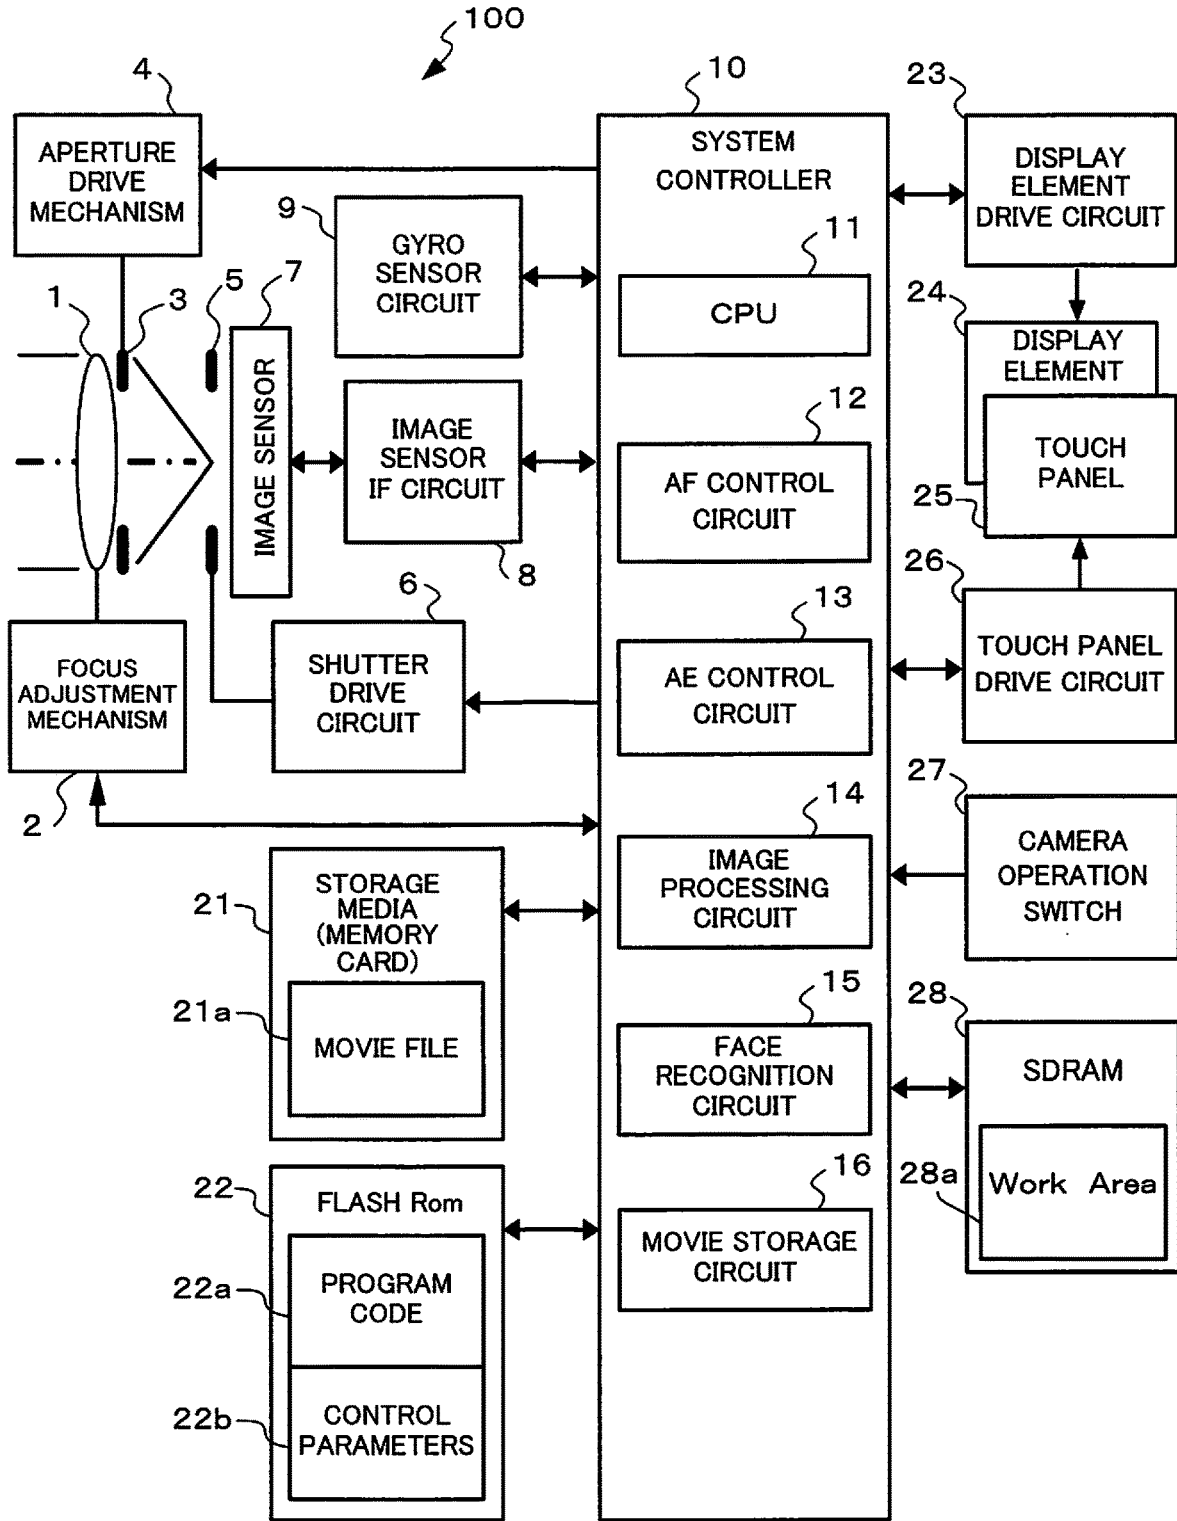 100
4
APERTURE
DRIVE
MECHANISM
10
SYSTEM
CONTROLLER
23
DISPLAY
ELEMENT
DRIVE CIRCUIT
9
GYRO
SENSOR
CIRCUIT
11
CPU
1
3
5
7
IMAGE SENSOR
24
DISPLAY
ELEMENT
TOUCH
PANEL
25
IMAGE
SENSOR
IF CIRCUIT
8
12
AF CONTROL
CIRCUIT
26
TOUCH PANEL
DRIVE CIRCUIT
6
SHUTTER
DRIVE
CIRCUIT
13
AE CONTROL
CIRCUIT
FOCUS
ADJUSTMENT
MECHANISM
2
27
CAMERA
OPERATION
SWITCH
14
IMAGE
PROCESSING
CIRCUIT
21
STORAGE
MEDIA
(MEMORY
CARD)
21a
MOVIE FILE
15
FACE
RECOGNITION
CIRCUIT
28
SDRAM
28a
Work Area
16
MOVIE STORAGE
CIRCUIT
22
FLASH Rom
22a
PROGRAM
CODE
22b
CONTROL
PARAMETERS